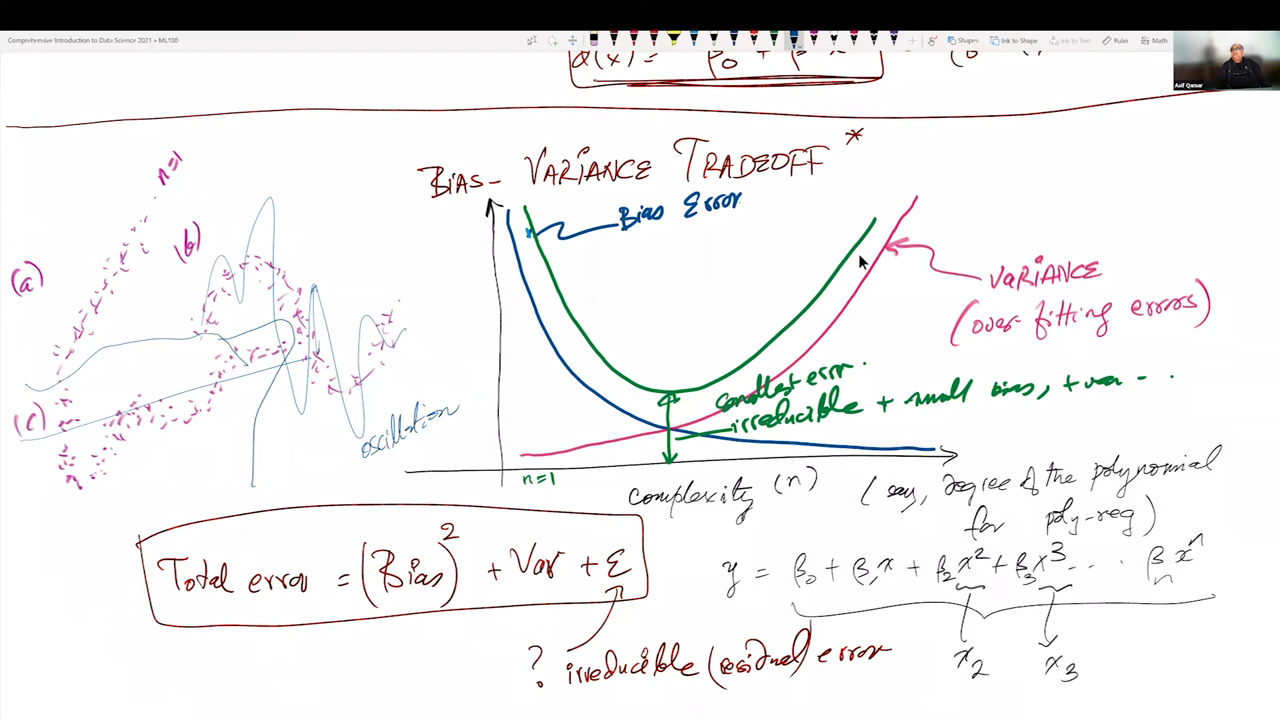 Comprehensive Introduction to Data Science 2021 + ML100
Shapes
Ink to Shape
Ink to Text
Ruler
Math
Asif Qamar
BIAS- VARIANCE TRADEOFF *
n=1
(a)
(b)
(c)
oscillation
Bias Error
VARIANCE
(over-fitting errors)
smallest error.
irreducible + small bias, + var - . .
n=1
complexity (n)
(say, degree of the polynomial
for poly-reg)
Total error = (Bias)² + Var + ε
? irreducible (residual) error
y = β₀ + β₁x + β₂x² + β₃x³ ... . βₙxⁿ
x₂
x₃